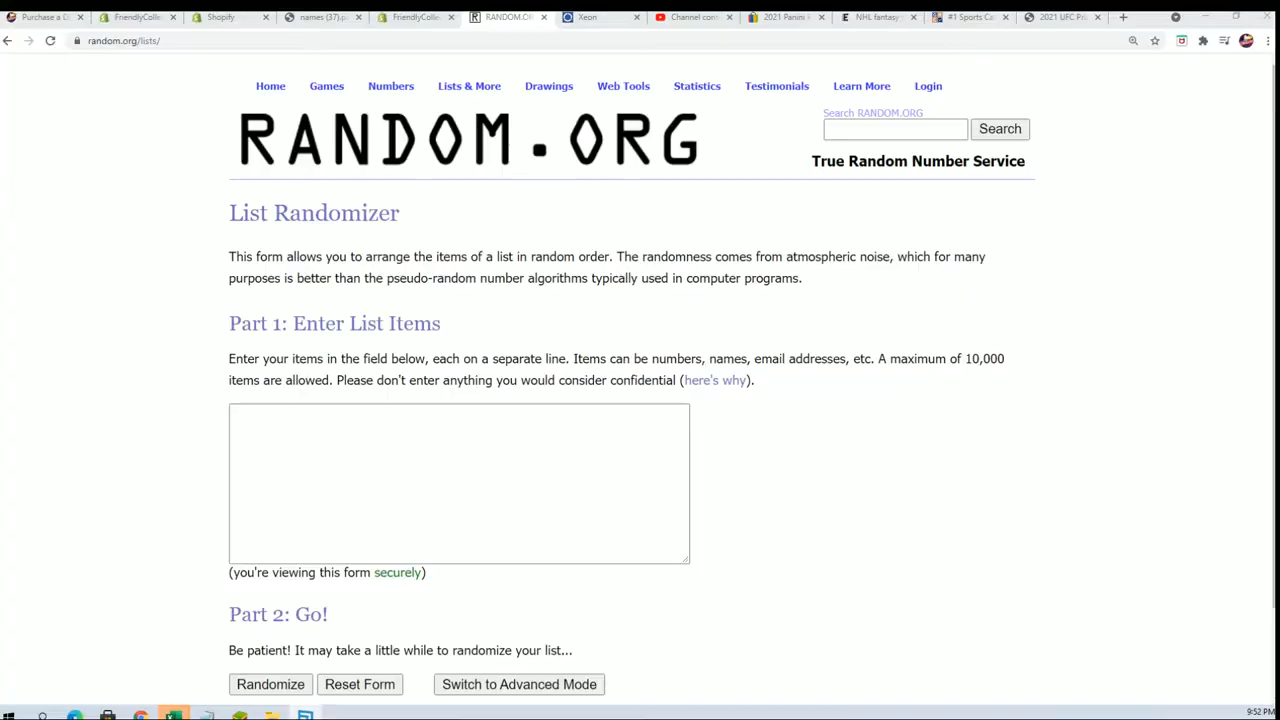 Purchase a D
FriendlyColle
Shopify
names (37).p
FriendlyColle
RANDOM.OR
Xeon
Channel com
2021 Panini P
NHL fantasy
#1 Sports Ca
2021 UFC Pri
random.org/lists/
Home Games Numbers Lists & More Drawings Web Tools Statistics Testimonials Learn More Login
Search RANDOM.ORG
RANDOM.ORG
Search
True Random Number Service
List Randomizer
This form allows you to arrange the items of a list in random order. The randomness comes from atmospheric noise, which for many
purposes is better than the pseudo-random number algorithms typically used in computer programs.
Part 1: Enter List Items
Enter your items in the field below, each on a separate line. Items can be numbers, names, email addresses, etc. A maximum of 10,000
items are allowed. Please don't enter anything you would consider confidential (here's why).
(you're viewing this form securely)
Part 2: Go!
Be patient! It may take a little while to randomize your list...
Randomize Reset Form Switch to Advanced Mode
9:52 PM